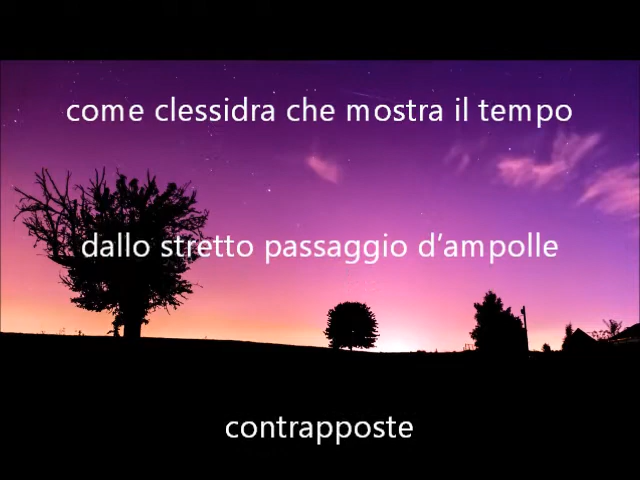 come clessidra che mostra il tempo
dallo stretto passaggio d’ampolle
contrapposte